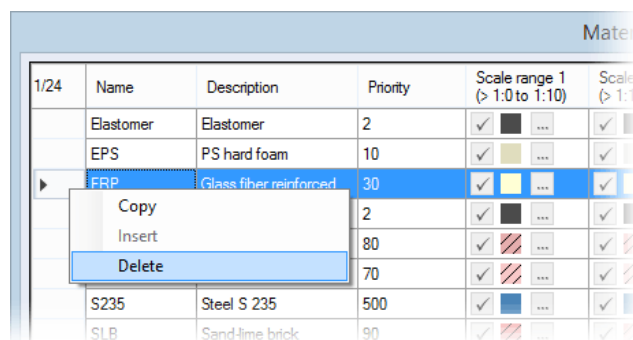 Mater
1/24 Name Description Priority Scale range 1 Scale
(> 1:0 to 1:10) (> 1:1
Elastomer Elastomer 2 ...
EPS PS hard foam 10 ...
FRP Glass fiber reinforced 30 ...
Copy 2 ...
Insert 80 ...
Delete 70 ...
S235 Steel S 235 500 ...
SLB Sand-lime brick 90 ...